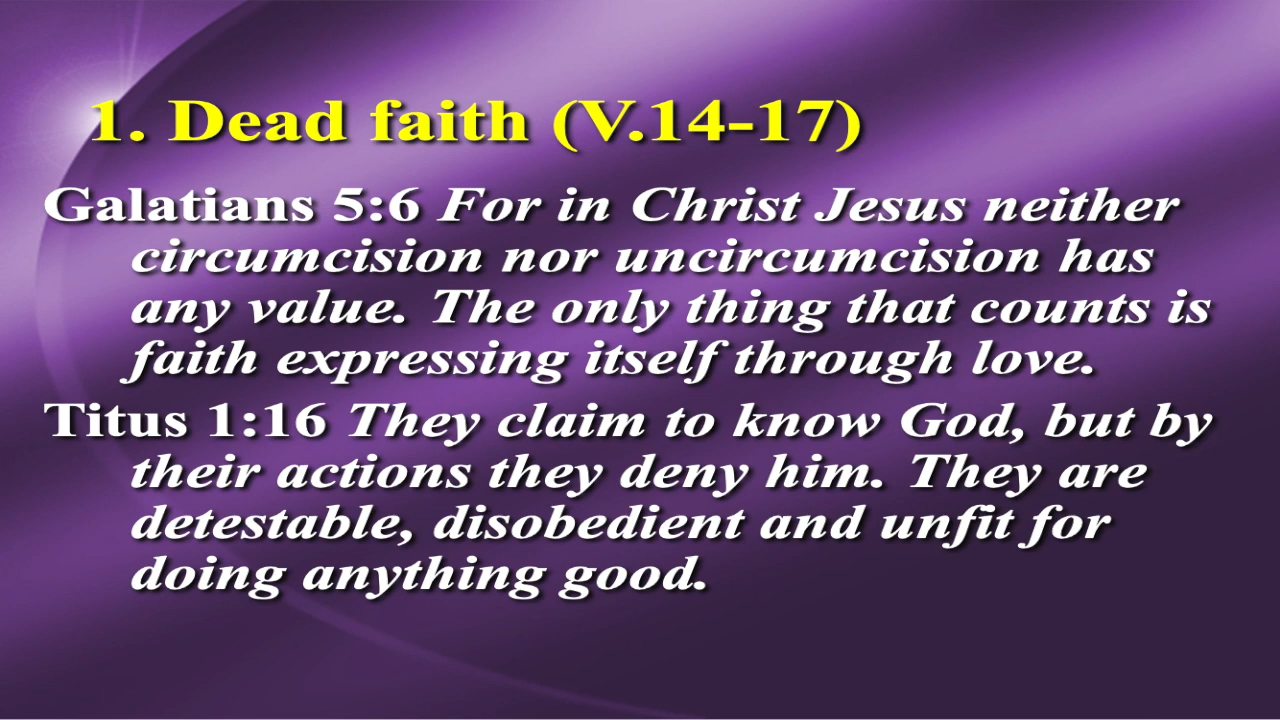 1. Dead faith (V.14-17)
Galatians 5:6 For in Christ Jesus neither
circumcision nor uncircumcision has
any value. The only thing that counts is
faith expressing itself through love.
Titus 1:16 They claim to know God, but by
their actions they deny him. They are
detestable, disobedient and unfit for
doing anything good.